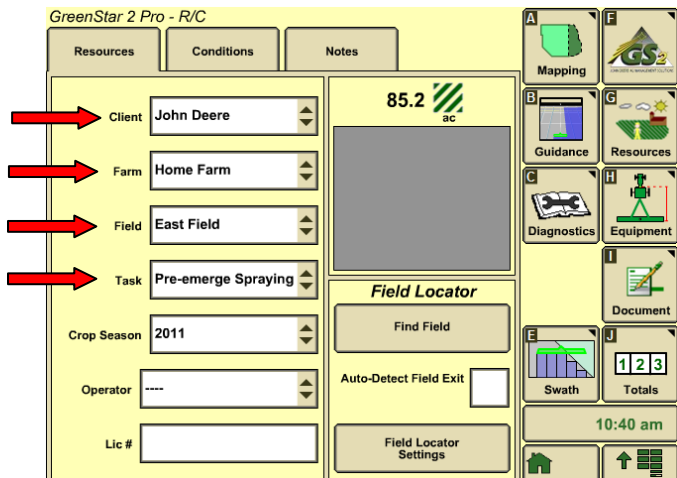 GreenStar 2 Pro - R/C
Resources
Conditions
Notes
Client
John Deere
Farm
Home Farm
Field
East Field
Task
Pre-emerge Spraying
Crop Season
2011
Operator
----
Lic #
85.2
ac
Field Locator
Find Field
Auto-Detect Field Exit
Field Locator
Settings
A
Mapping
F
GS2
B
Guidance
G
Resources
C
Diagnostics
H
Equipment
I
Document
E
Swath
J
1 2 3
Totals
10:40 am